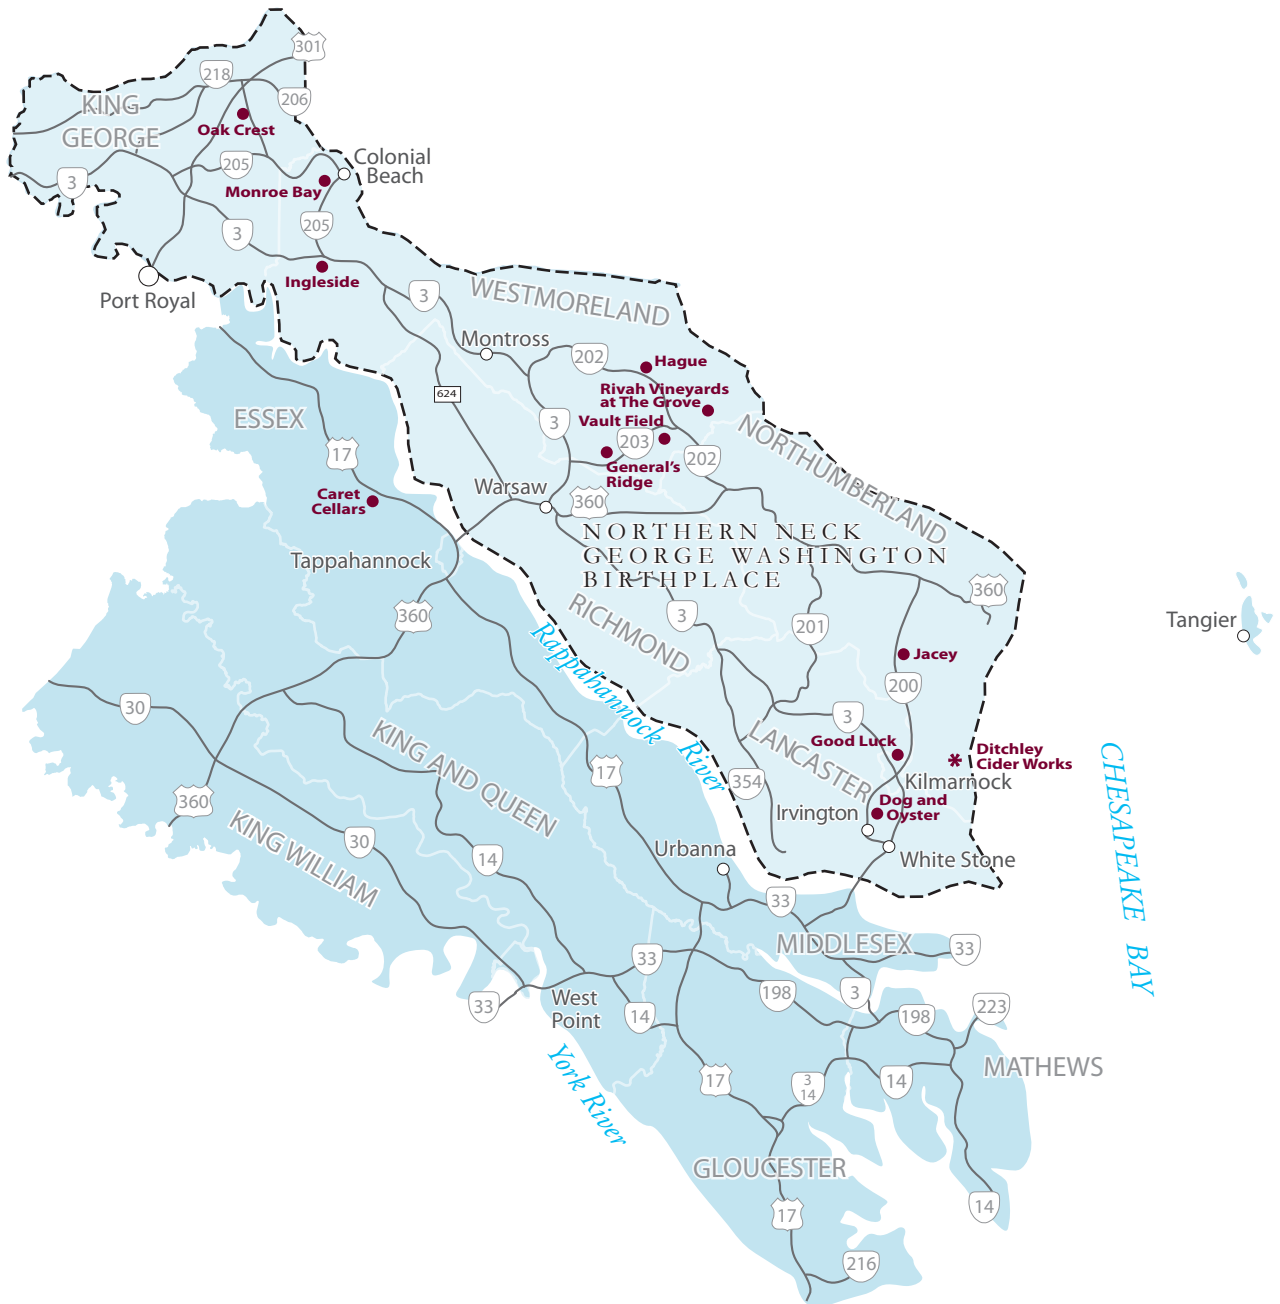 301
218
206
KING
GEORGE
Oak Crest
205
Colonial
Beach
3
Monroe Bay
205
3
Ingleside
Port Royal
3
WESTMORELAND
Montross
202
Hague
624
Rivah Vineyards
at The Grove
ESSEX
3
Vault Field
203
NORTHUMBERLAND
17
202
General's
Ridge
Warsaw
360
Caret
Cellars
NORTHERN NECK
GEORGE WASHINGTON
BIRTHPLACE
Tappahannock
360
360
RICHMOND
3
201
Tangier
Rappahannock River
Jacey
200
30
3
LANCASTER
Good Luck
Ditchley
Cider Works
CHESAPEAKE BAY
KING AND QUEEN
17
354
Kilmarnock
360
Dog and
Oyster
Irvington
KING WILLIAM
30
14
Urbanna
White Stone
33
MIDDLESEX
33
33
198
3
33
West
Point
14
198
223
York River
MATHEWS
17
3
14
14
GLOUCESTER
17
14
216